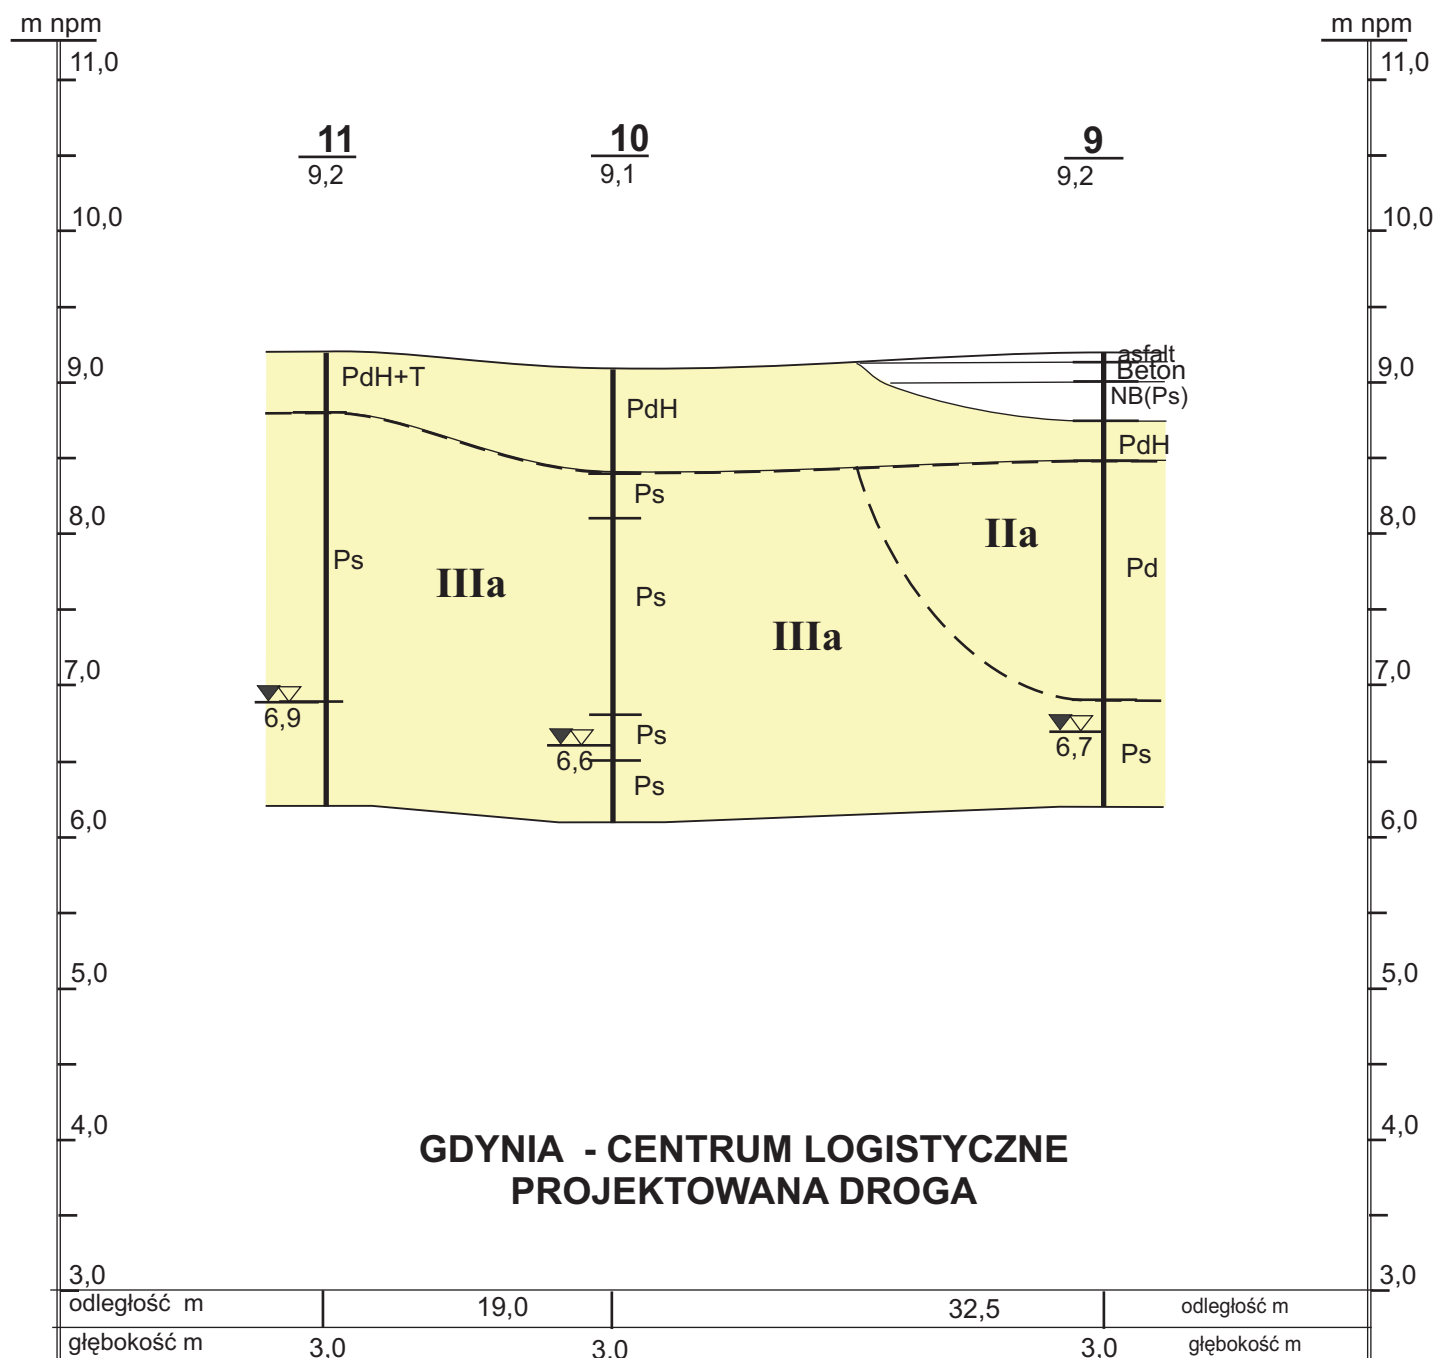 m npm m npm
11,0 11,0
11 10 9
9,2 9,1 9,2
10,0 10,0
asfalt
9,0 PdH+T Beton 9,0
PdH NB(Ps)
PdH
Ps
8,0 IIa 8,0
Ps IIIa Ps Pd
IIIa
7,0 7,0
6,9 Ps 6,7 Ps
6,6
Ps
6,0 6,0
5,0 5,0
4,0 4,0
GDYNIA - CENTRUM LOGISTYCZNE
PROJEKTOWANA DROGA
3,0 3,0
odległość m 19,0 32,5 odległość m
głębokość m 3,0 3,0 3,0 głębokość m